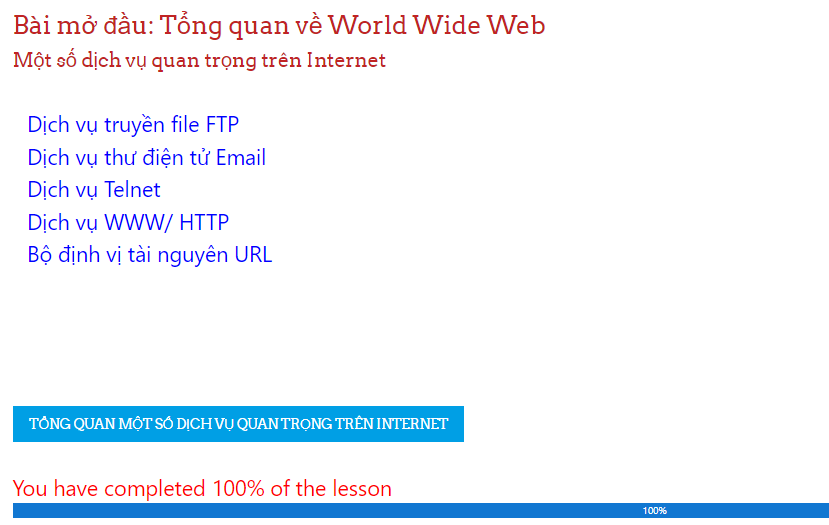 Bài mở đầu: Tổng quan về World Wide Web
Một số dịch vụ quan trọng trên Internet
Dịch vụ truyền file FTP
Dịch vụ thư điện tử Email
Dịch vụ Telnet
Dịch vụ WWW/ HTTP
Bộ định vị tài nguyên URL
TỔNG QUAN MỘT SỐ DỊCH VỤ QUAN TRỌNG TRÊN INTERNET
You have completed 100% of the lesson
100%